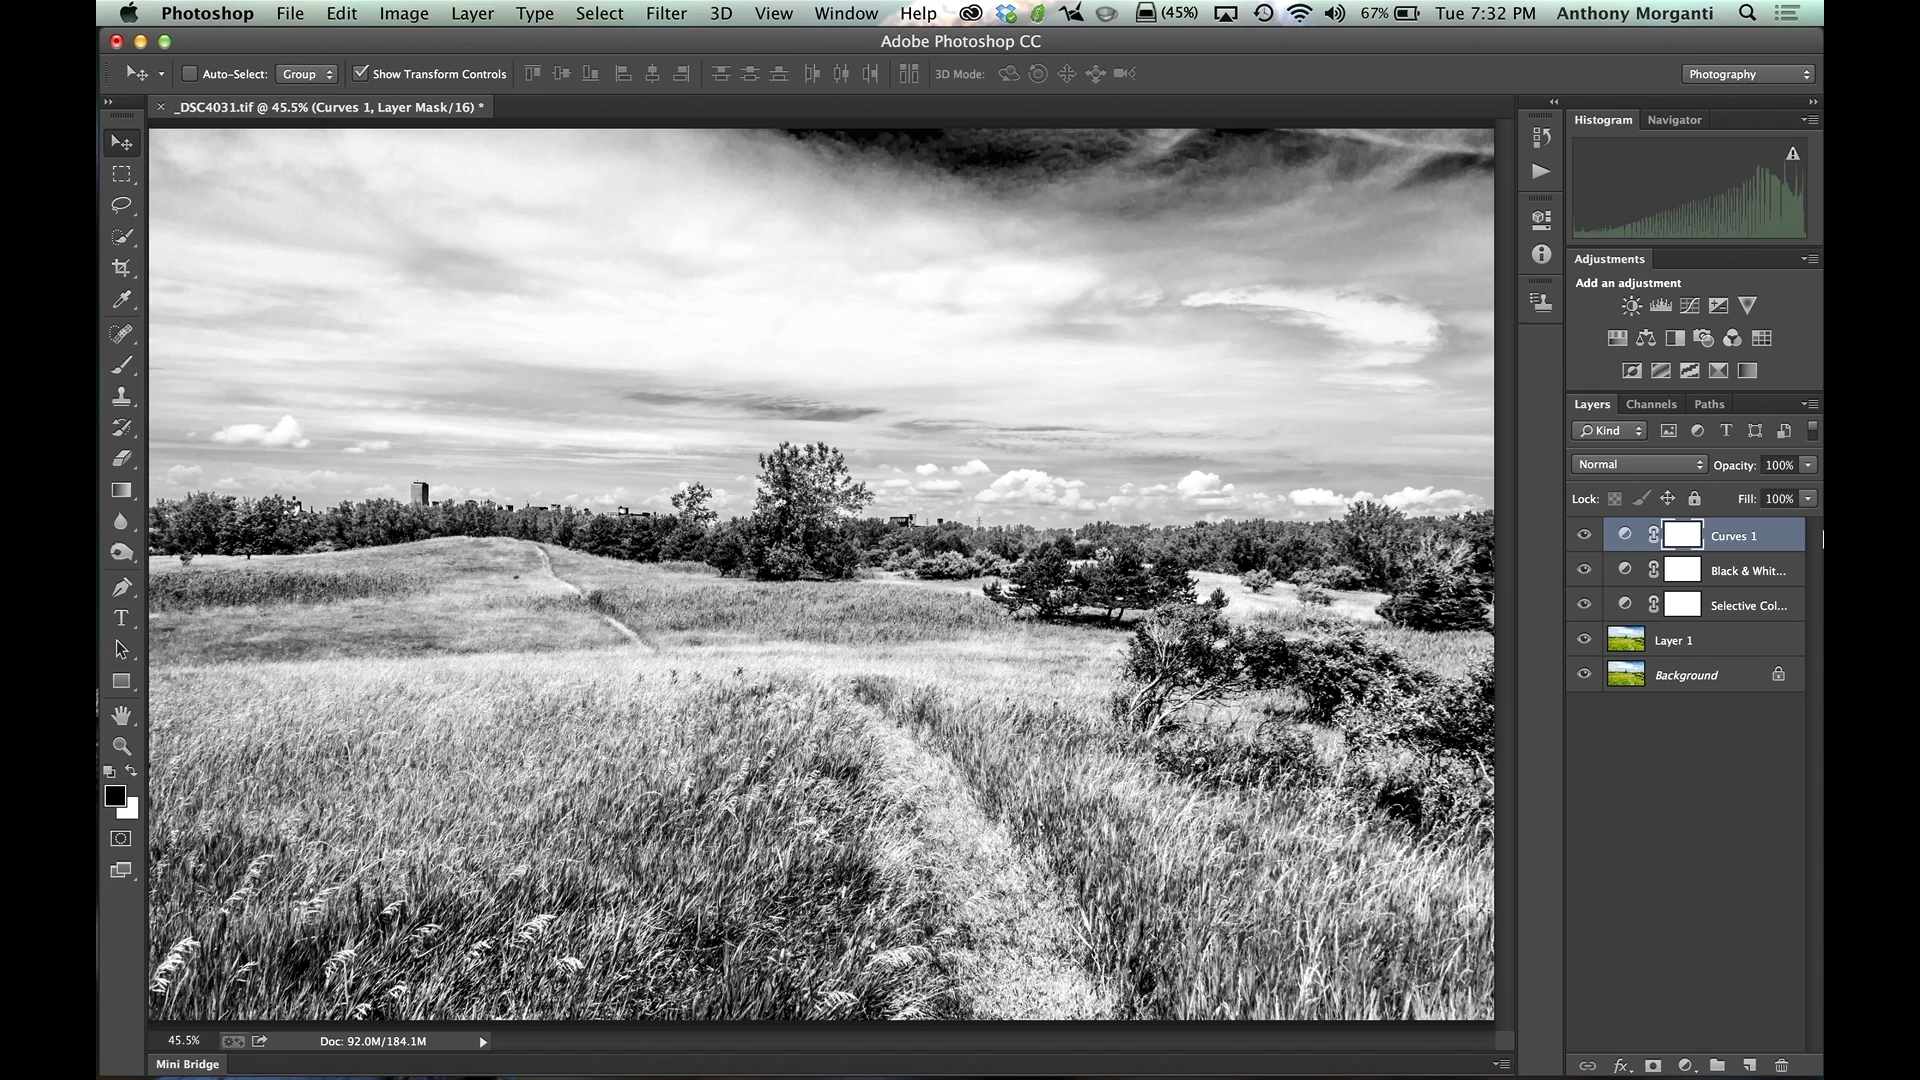 Photoshop File Edit Image Layer Type Select Filter 3D View Window Help (45%) 67% Tue 7:32 PM Anthony Morganti
Adobe Photoshop CC
Auto-Select: Group Show Transform Controls 3D Mode: Photography
_DSC4031.tif @ 45.5% (Curves 1, Layer Mask/16) *
Histogram Navigator
Adjustments
Add an adjustment
Layers Channels Paths
Kind T
Normal Opacity: 100%
Lock: Fill: 100%
Curves 1
Black & Whit...
Selective Col...
Layer 1
Background
45.5% Doc: 92.0M/184.1M
fx
Mini Bridge